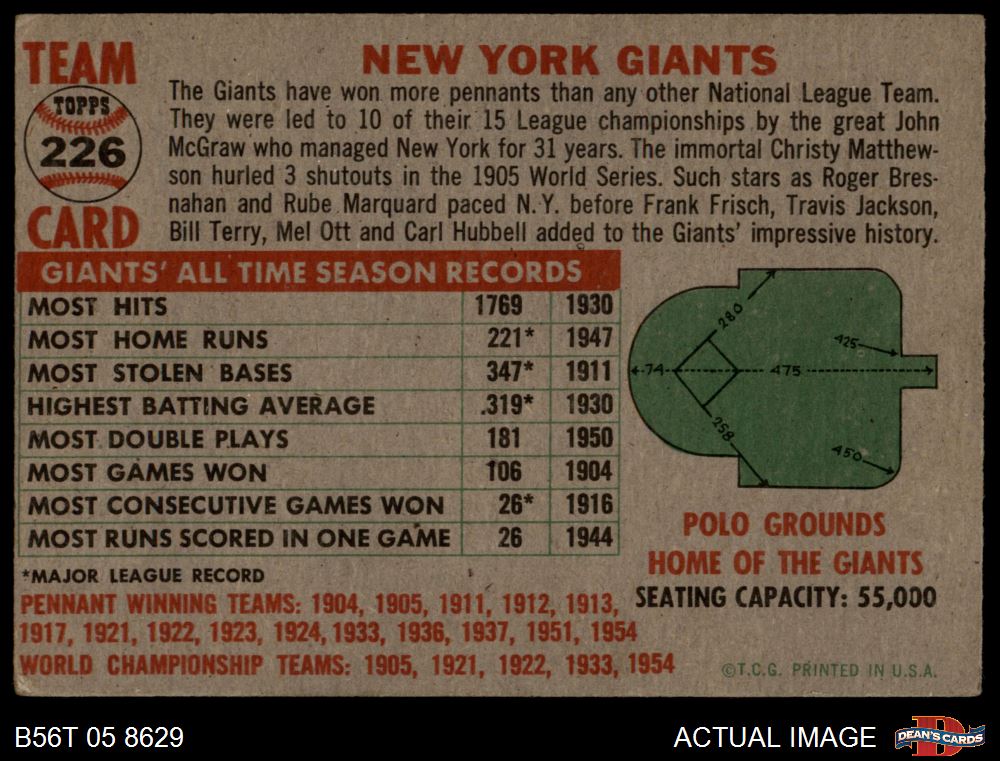 TEAM
TOPPS
226
CARD
NEW YORK GIANTS
The Giants have won more pennants than any other National League Team.
They were led to 10 of their 15 League championships by the great John
McGraw who managed New York for 31 years. The immortal Christy Matthew-
son hurled 3 shutouts in the 1905 World Series. Such stars as Roger Bres-
nahan and Rube Marquard paced N.Y. before Frank Frisch, Travis Jackson,
Bill Terry, Mel Ott and Carl Hubbell added to the Giants' impressive history.
GIANTS' ALL TIME SEASON RECORDS
MOST HITS 1769 1930
MOST HOME RUNS 221* 1947
MOST STOLEN BASES 347* 1911
HIGHEST BATTING AVERAGE .319* 1930
MOST DOUBLE PLAYS 181 1950
MOST GAMES WON 106 1904
MOST CONSECUTIVE GAMES WON 26* 1916
MOST RUNS SCORED IN ONE GAME 26 1944
*MAJOR LEAGUE RECORD
PENNANT WINNING TEAMS: 1904, 1905, 1911, 1912, 1913,
1917, 1921, 1922, 1923, 1924, 1933, 1936, 1937, 1951, 1954
WORLD CHAMPIONSHIP TEAMS: 1905, 1921, 1922, 1933, 1954
280
425
74
475
258
450
POLO GROUNDS
HOME OF THE GIANTS
SEATING CAPACITY: 55,000
©T.C.G. PRINTED IN U.S.A.
B56T 05 8629
ACTUAL IMAGE
D
DEAN'S CARDS